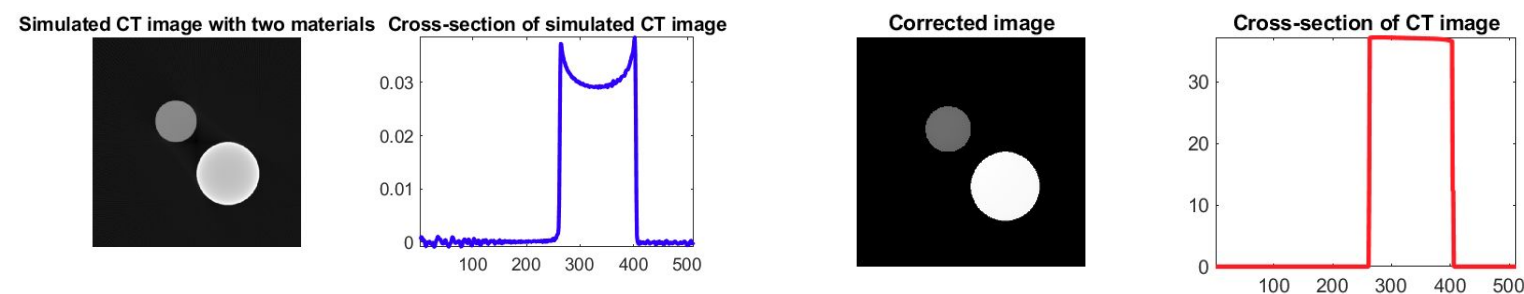 Simulated CT image with two materials
Cross-section of simulated CT image
0.03
0.02
0.01
0
100 200 300 400 500
Corrected image
Cross-section of CT image
30
20
10
0
100 200 300 400 500